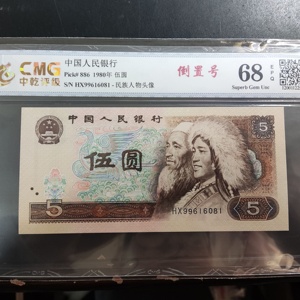 CMG
中乾评级
中国人民银行
Pick# 886 1980年 伍圆
S/N HX99616081 - 民族人物头像
倒置号
68
EPQ
Superb Gem Unc
中国人民银行
5
伍圆
5
5
HX99616081